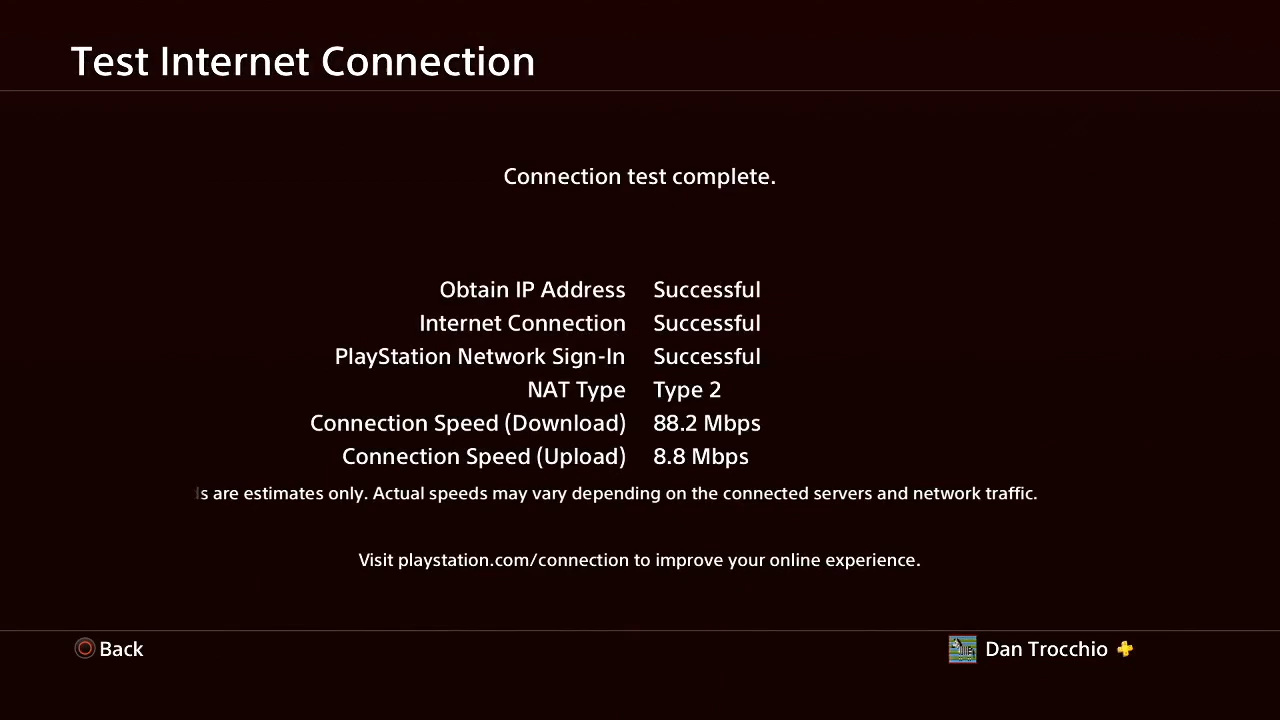 Test Internet Connection
Connection test complete.
Obtain IP Address Successful
Internet Connection Successful
PlayStation Network Sign-In Successful
NAT Type Type 2
Connection Speed (Download) 88.2 Mbps
Connection Speed (Upload) 8.8 Mbps
are estimates only. Actual speeds may vary depending on the connected servers and network traffic.
Visit playstation.com/connection to improve your online experience.
Back Dan Trocchio